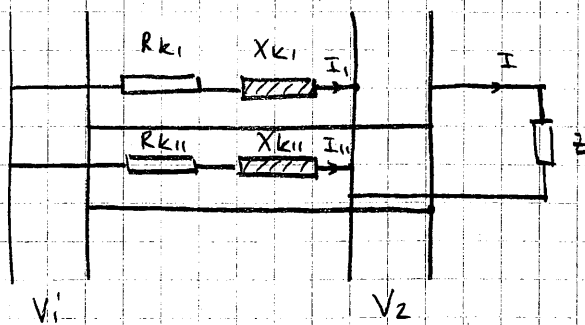 Rk₁ Xk₁ I₁ I
Rk₁₁ Xk₁₁ I₁₁ Z
V₁' V₂